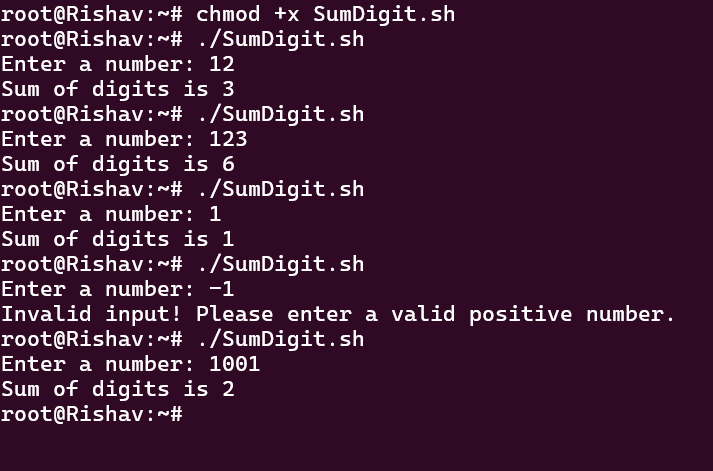 root@Rishav:~# chmod +x SumDigit.sh
root@Rishav:~# ./SumDigit.sh
Enter a number: 12
Sum of digits is 3
root@Rishav:~# ./SumDigit.sh
Enter a number: 123
Sum of digits is 6
root@Rishav:~# ./SumDigit.sh
Enter a number: 1
Sum of digits is 1
root@Rishav:~# ./SumDigit.sh
Enter a number: -1
Invalid input! Please enter a valid positive number.
root@Rishav:~# ./SumDigit.sh
Enter a number: 1001
Sum of digits is 2
root@Rishav:~#